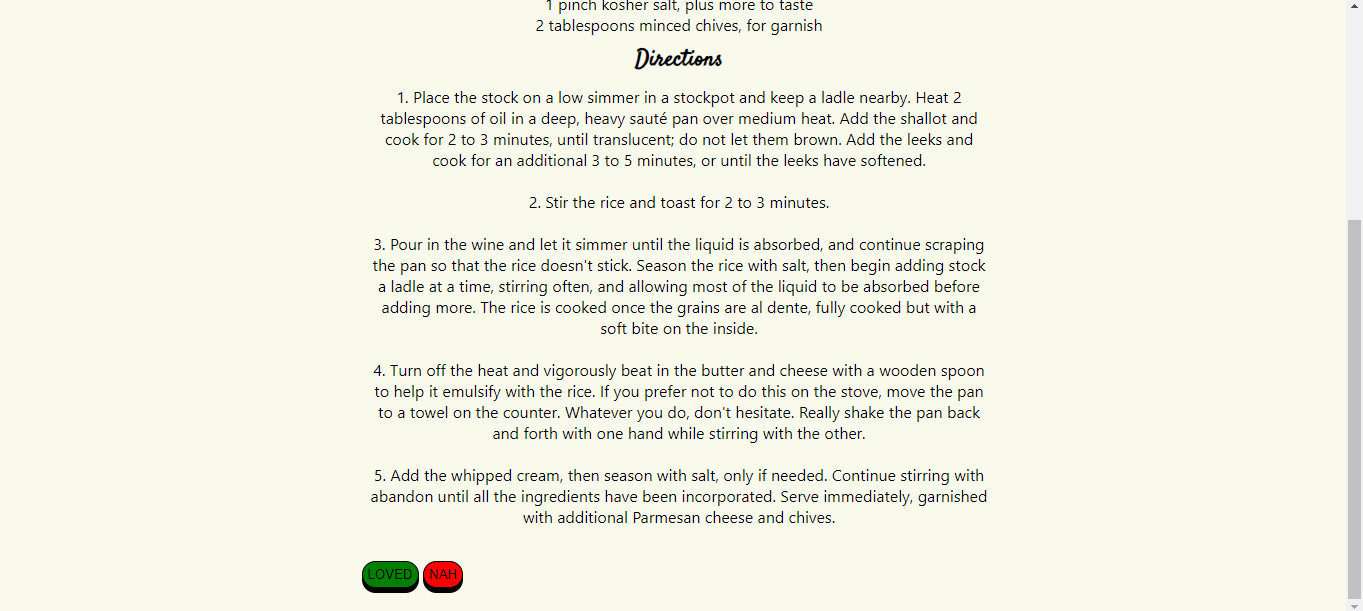 1 pinch kosher salt, plus more to taste
2 tablespoons minced chives, for garnish
Directions
1. Place the stock on a low simmer in a stockpot and keep a ladle nearby. Heat 2
tablespoons of oil in a deep, heavy sauté pan over medium heat. Add the shallot and
cook for 2 to 3 minutes, until translucent; do not let them brown. Add the leeks and
cook for an additional 3 to 5 minutes, or until the leeks have softened.
2. Stir the rice and toast for 2 to 3 minutes.
3. Pour in the wine and let it simmer until the liquid is absorbed, and continue scraping
the pan so that the rice doesn't stick. Season the rice with salt, then begin adding stock
a ladle at a time, stirring often, and allowing most of the liquid to be absorbed before
adding more. The rice is cooked once the grains are al dente, fully cooked but with a
soft bite on the inside.
4. Turn off the heat and vigorously beat in the butter and cheese with a wooden spoon
to help it emulsify with the rice. If you prefer not to do this on the stove, move the pan
to a towel on the counter. Whatever you do, don't hesitate. Really shake the pan back
and forth with one hand while stirring with the other.
5. Add the whipped cream, then season with salt, only if needed. Continue stirring with
abandon until all the ingredients have been incorporated. Serve immediately, garnished
with additional Parmesan cheese and chives.
LOVED NAH